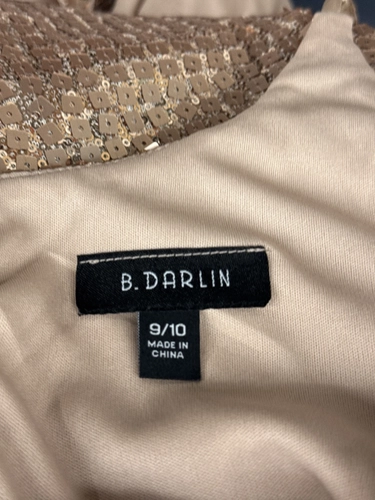 B. DARLIN
9/10
MADE IN
CHINA